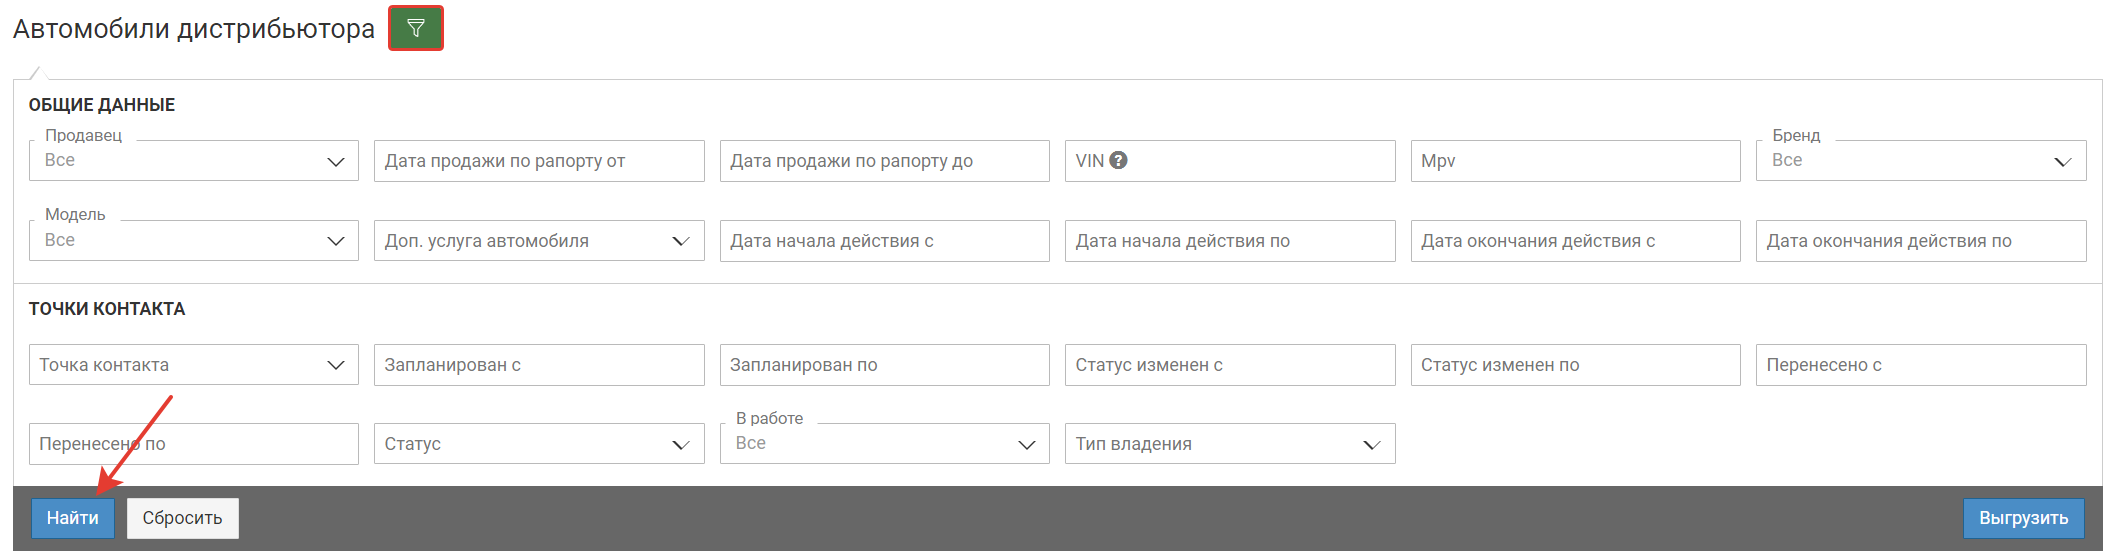 Автомобили дистрибьютора
ОБЩИЕ ДАННЫЕ
Продавец
Все
Дата продажи по рапорту от
Дата продажи по рапорту до
VIN ?
Mpv
Бренд
Все
Модель
Все
Доп. услуга автомобиля
Дата начала действия с
Дата начала действия по
Дата окончания действия с
Дата окончания действия по
ТОЧКИ КОНТАКТА
Точка контакта
Запланирован с
Запланирован по
Статус изменен с
Статус изменен по
Перенесено с
Перенесено по
Статус
В работе
Все
Тип владения
Найти
Сбросить
Выгрузить